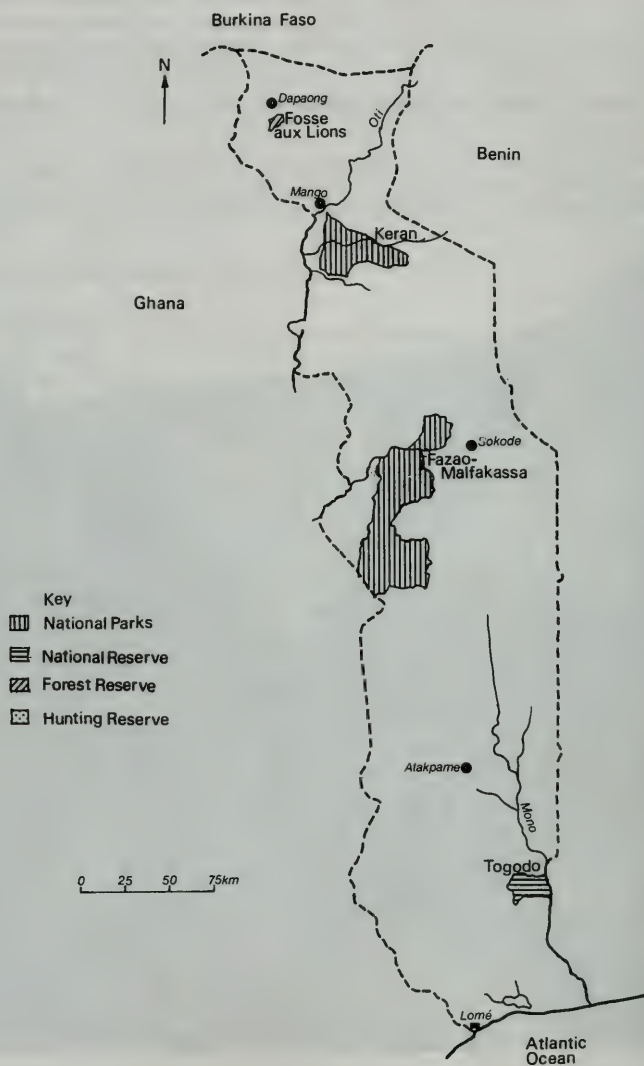 Burkina Faso
N
Dapaong
Fosse
aux Lions
Oti
Benin
Mango
Keran
Ghana
Sokode
Fazao-
Malfakassa
Key
National Parks
National Reserve
Forest Reserve
Hunting Reserve
Atakpame
Mono
0 25 50 75km
Togodo
Lomé
Atlantic
Ocean